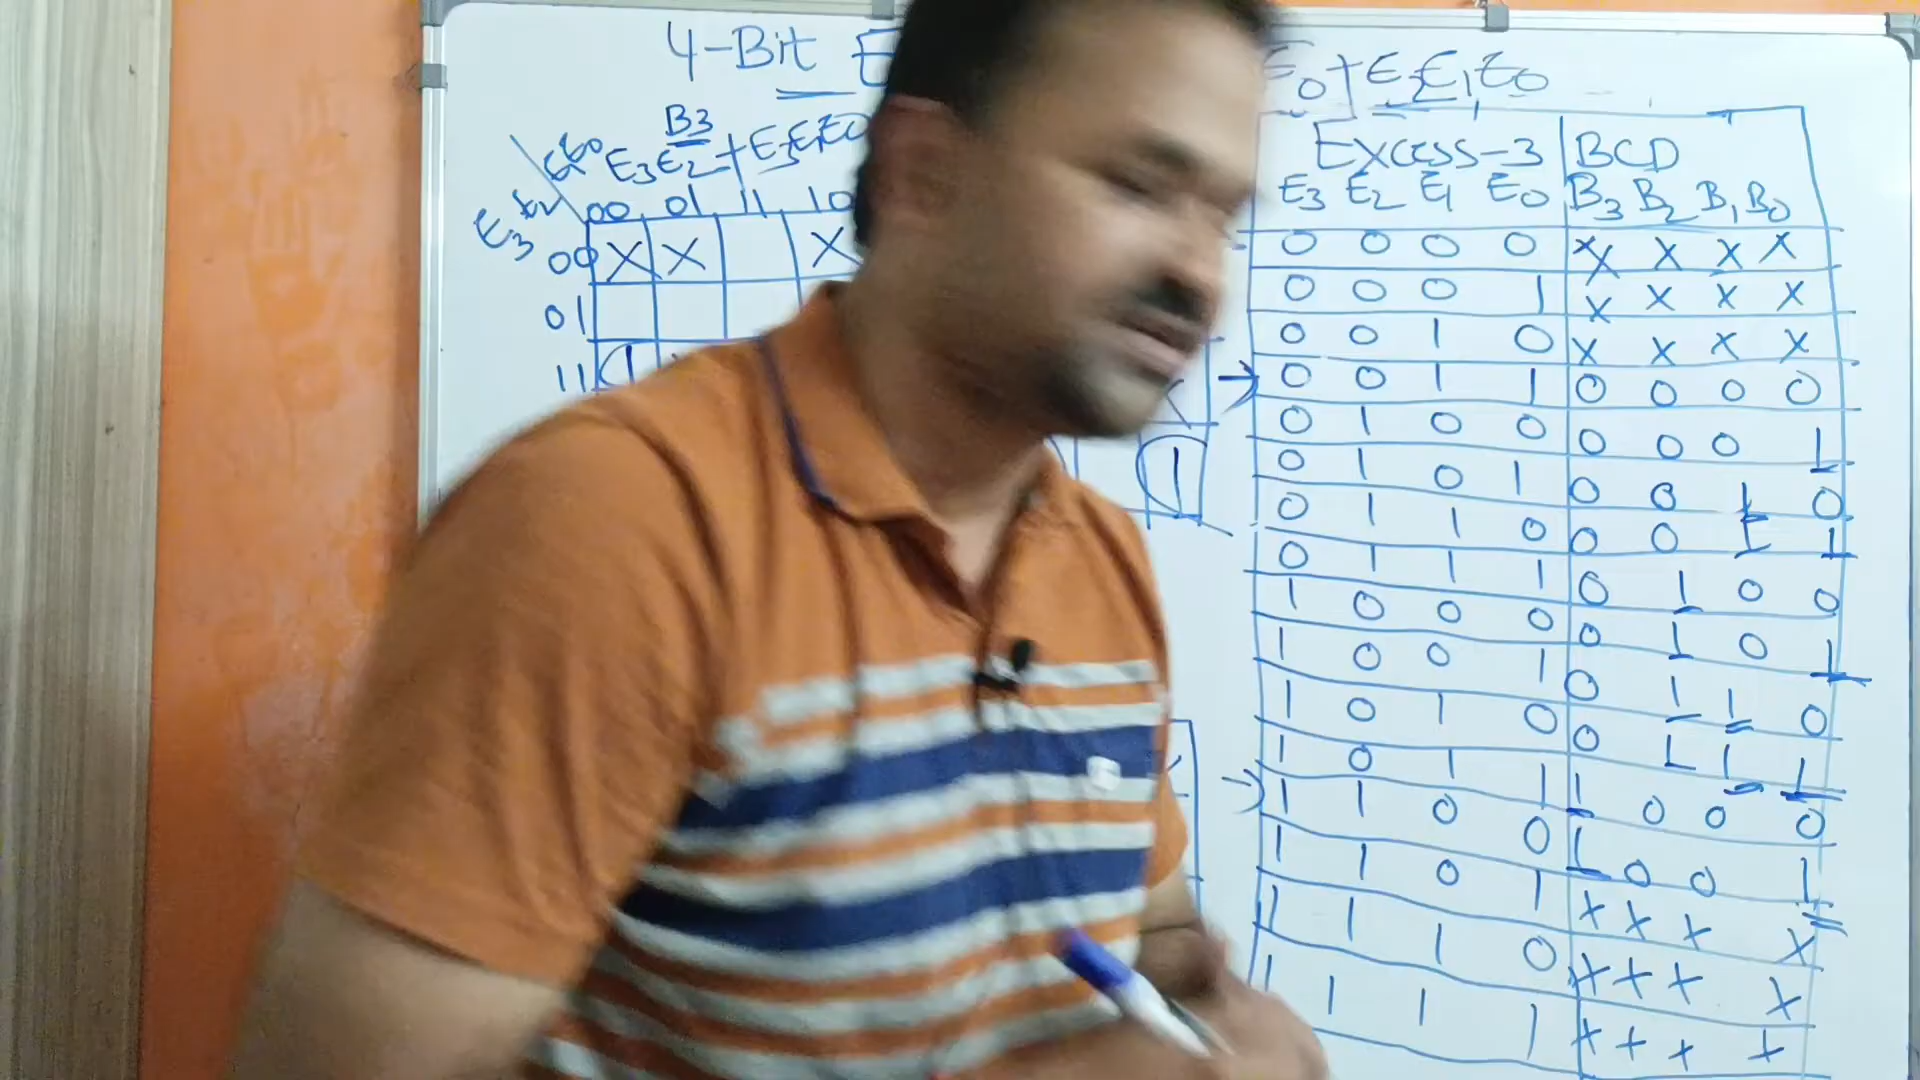 4-Bit E
E0+E2E1E0
B3
E3E2+E3E1E0
E1E0
00 01 11 10
E3 E2
00 X X X
01
11 1
1
Excess-3 BCD
E3 E2 E1 E0 B3 B2 B1 B0
0 0 0 0 X X X X
0 0 0 1 X X X X
0 0 1 0 X X X X
→ 0 0 1 1 0 0 0 0
0 1 0 0 0 0 0 1
0 1 0 1 0 0 1 0
0 1 1 0 0 0 1 1
0 1 1 1 0 1 0 0
1 0 0 0 0 1 0 1
1 0 0 1 0 1 1 0
1 0 1 0 0 1 1 1
→ 1 0 1 1 1 0 0 0
1 1 0 0 1 0 0 1
1 1 0 1 X X X X
1 1 1 0 X X X X
1 1 1 1 X X X X